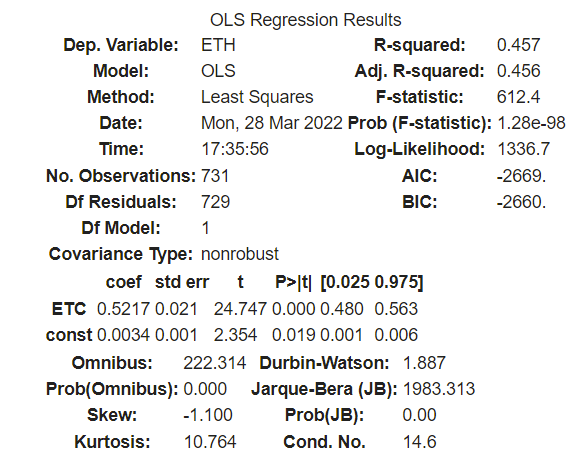 OLS Regression Results
Dep. Variable: ETH R-squared: 0.457
Model: OLS Adj. R-squared: 0.456
Method: Least Squares F-statistic: 612.4
Date: Mon, 28 Mar 2022 Prob (F-statistic): 1.28e-98
Time: 17:35:56 Log-Likelihood: 1336.7
No. Observations: 731 AIC: -2669.
Df Residuals: 729 BIC: -2660.
Df Model: 1
Covariance Type: nonrobust
coef std err t P>|t| [0.025 0.975]
ETC 0.5217 0.021 24.747 0.000 0.480 0.563
const 0.0034 0.001 2.354 0.019 0.001 0.006
Omnibus: 222.314 Durbin-Watson: 1.887
Prob(Omnibus): 0.000 Jarque-Bera (JB): 1983.313
Skew: -1.100 Prob(JB): 0.00
Kurtosis: 10.764 Cond. No. 14.6